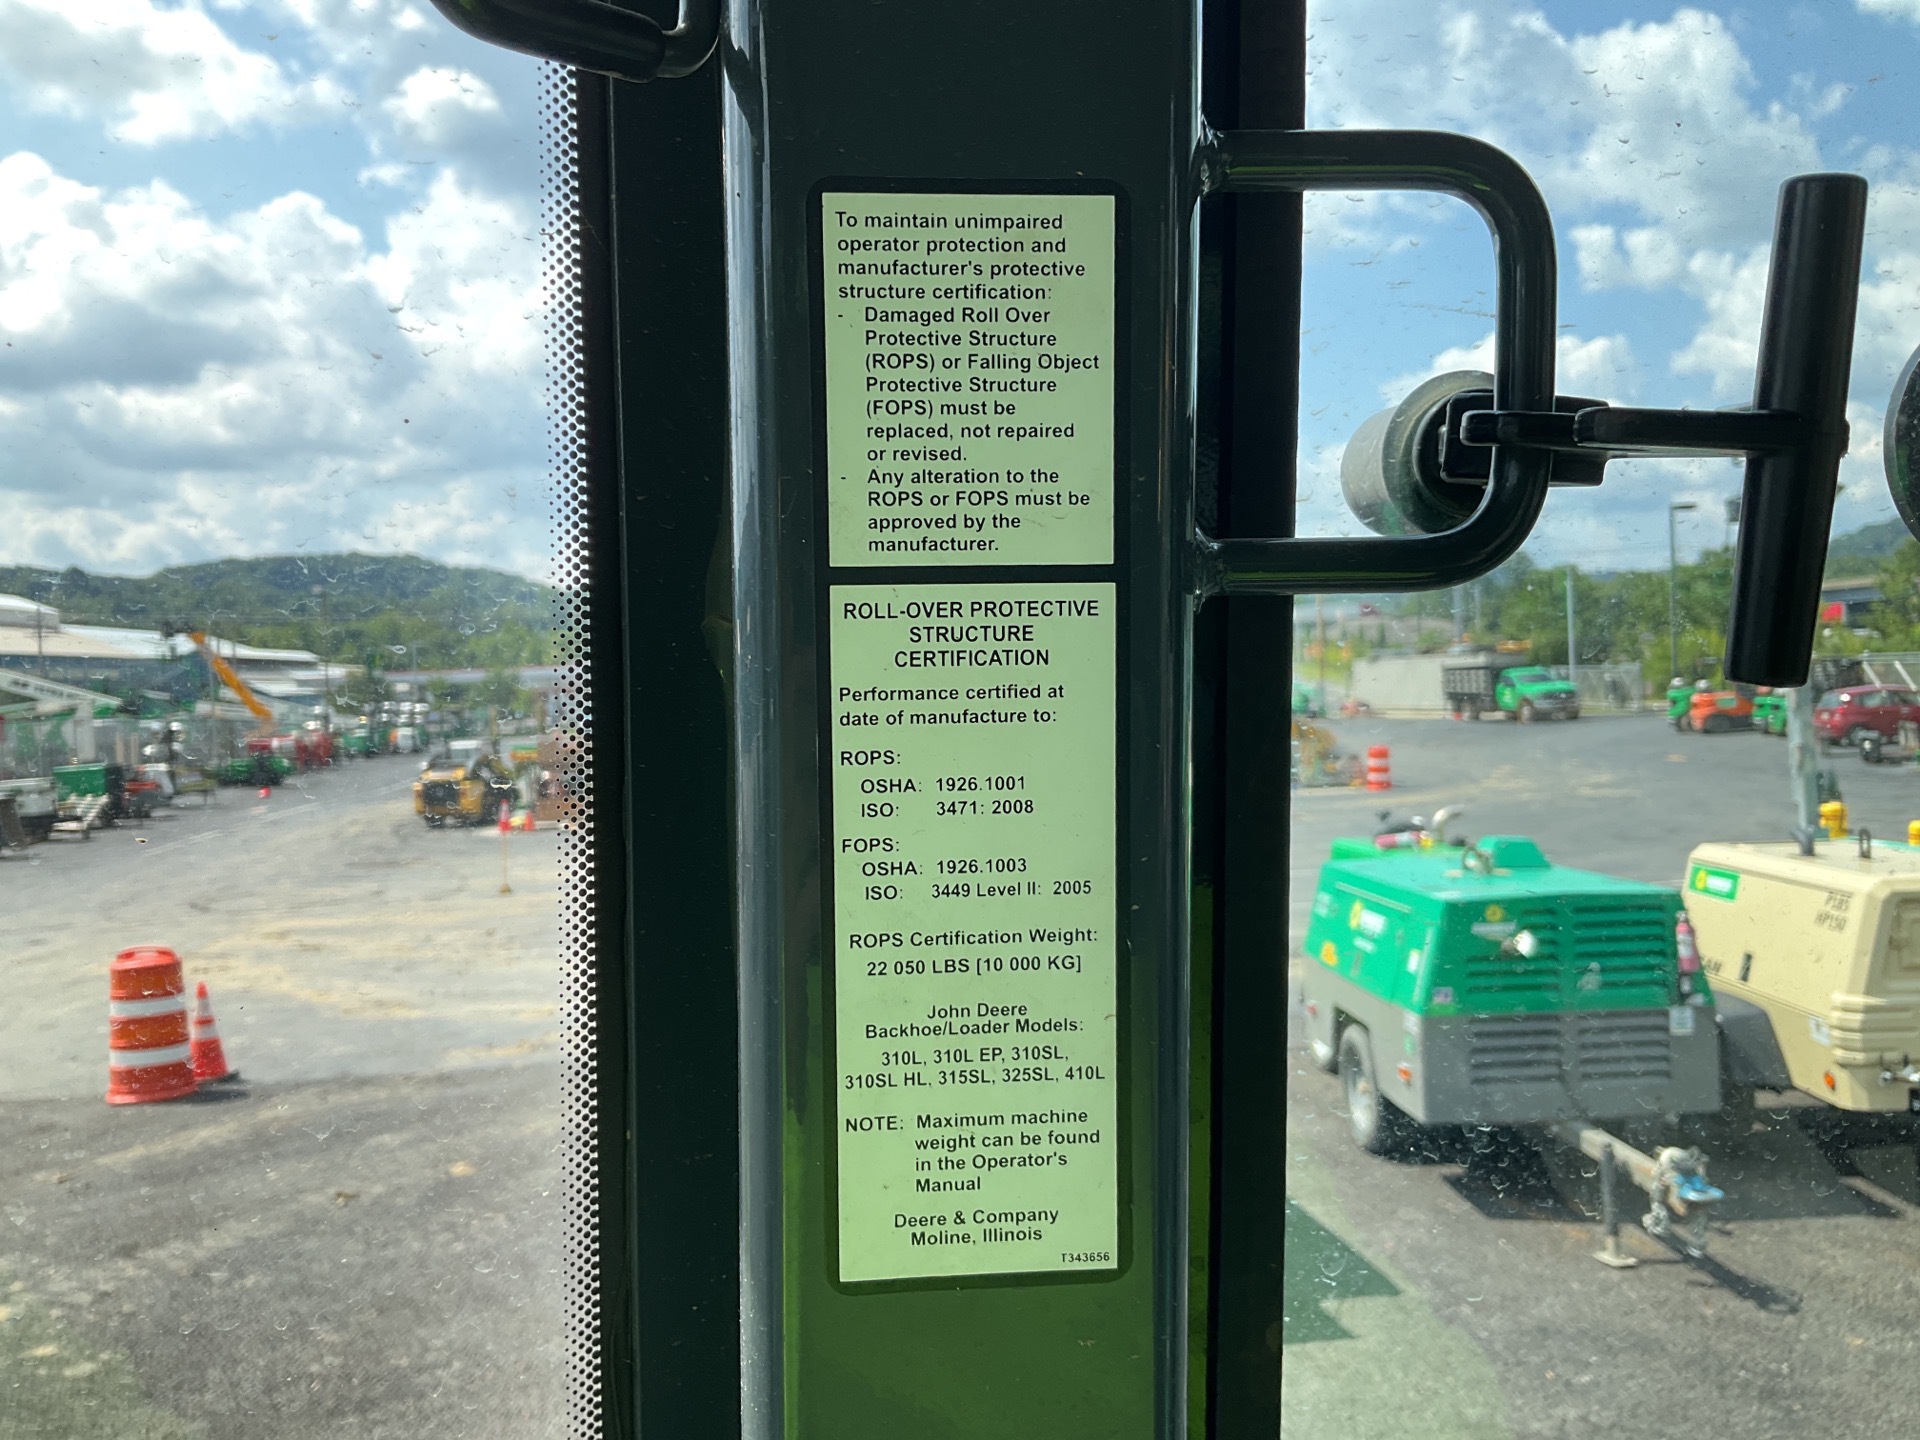 To maintain unimpaired
operator protection and
manufacturer's protective
structure certification:
- Damaged Roll Over
Protective Structure
(ROPS) or Falling Object
Protective Structure
(FOPS) must be
replaced, not repaired
or revised.
- Any alteration to the
ROPS or FOPS must be
approved by the
manufacturer.
ROLL-OVER PROTECTIVE
STRUCTURE
CERTIFICATION
Performance certified at
date of manufacture to:
ROPS:
OSHA: 1926.1001
ISO: 3471: 2008
FOPS:
OSHA: 1926.1003
ISO: 3449 Level II: 2005
ROPS Certification Weight:
22 050 LBS [10 000 KG]
John Deere
Backhoe/Loader Models:
310L, 310L EP, 310SL,
310SL HL, 315SL, 325SL, 410L
NOTE: Maximum machine
weight can be found
in the Operator's
Manual
Deere & Company
Moline, Illinois
T343656
P185
HP150